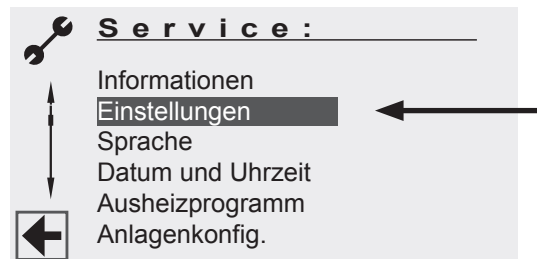 Service:
Informationen
Einstellungen
Sprache
Datum und Uhrzeit
Ausheizprogramm
Anlagenkonfig.